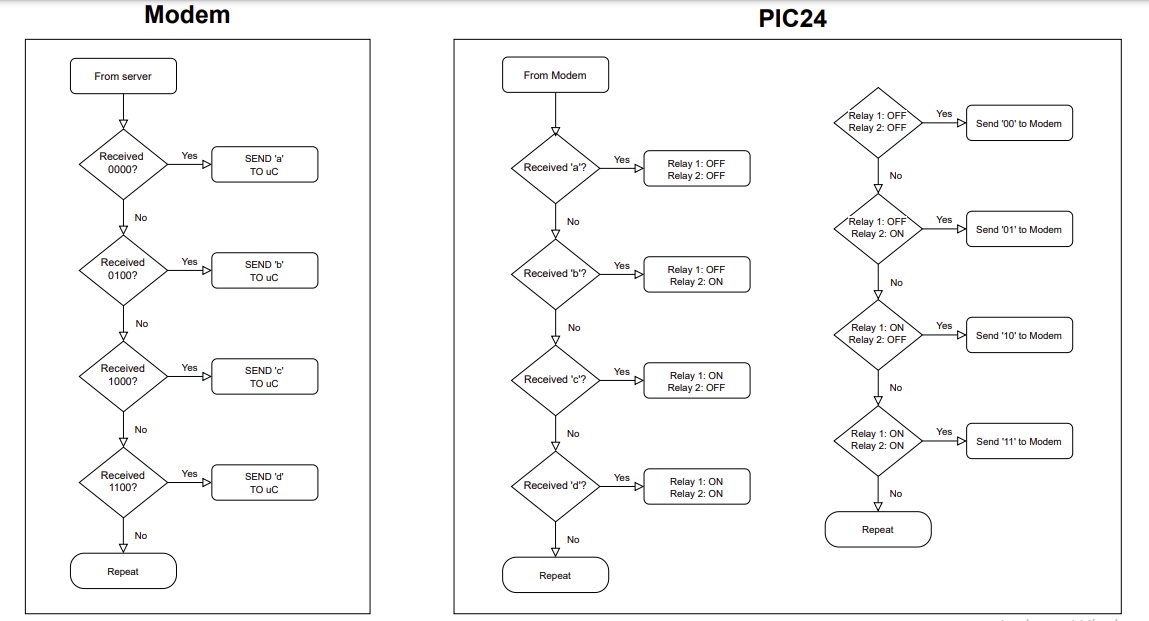 Modem
From server
Received
0000?
Yes
SEND 'a'
TO uC
No
Received
0100?
Yes
SEND 'b'
TO uC
No
Received
1000?
Yes
SEND 'c'
TO uC
No
Received
1100?
Yes
SEND 'd'
TO uC
No
Repeat
PIC24
From Modem
Received 'a'?
Yes
Relay 1: OFF
Relay 2: OFF
No
Received 'b'?
Yes
Relay 1: OFF
Relay 2: ON
No
Received 'c'?
Yes
Relay 1: ON
Relay 2: OFF
No
Received 'd'?
Yes
Relay 1: ON
Relay 2: ON
No
Repeat
Relay 1: OFF
Relay 2: OFF
Yes
Send '00' to Modem
No
Relay 1: OFF
Relay 2: ON
Yes
Send '01' to Modem
No
Relay 1: ON
Relay 2: OFF
Yes
Send '10' to Modem
No
Relay 1: ON
Relay 2: ON
Yes
Send '11' to Modem
No
Repeat